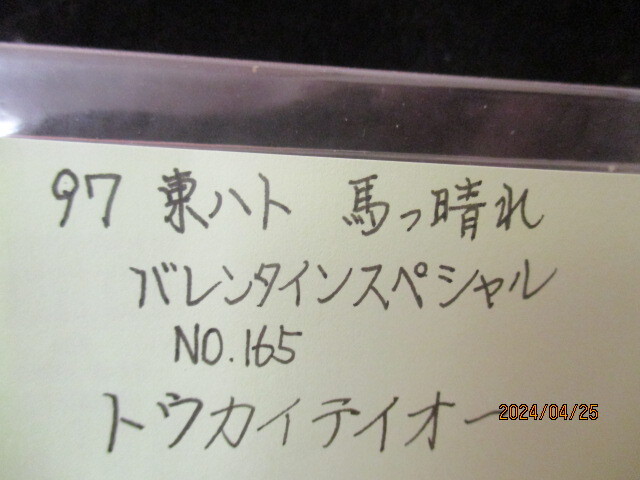 97 東ハト 馬っ晴れ
バレンタインスペシャル
NO.165
トウカイテイオー
2024/04/25